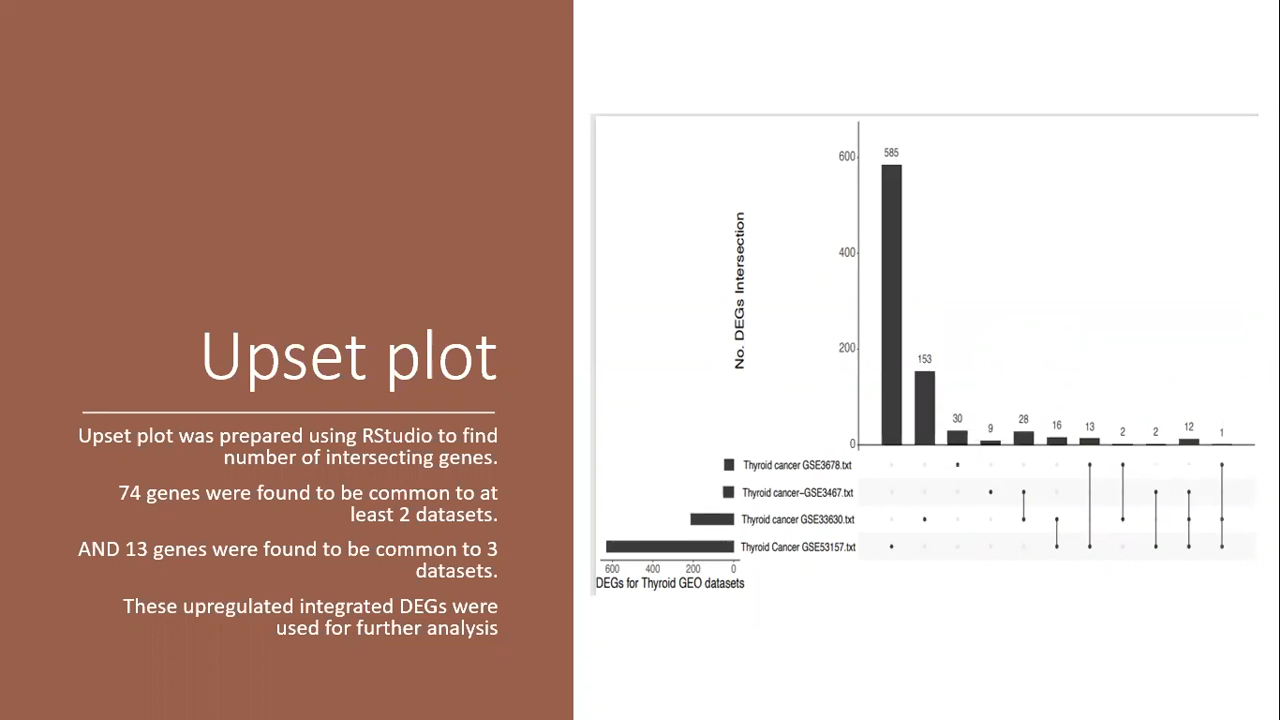 Upset plot
Upset plot was prepared using RStudio to find
number of intersecting genes.
74 genes were found to be common to at
least 2 datasets.
AND 13 genes were found to be common to 3
datasets.
These upregulated integrated DEGs were
used for further analysis
No. DEGs Intersection
600
400
200
0
585
153
30
9
28
16
13
2
2
12
1
Thyroid cancer GSE3678.txt
Thyroid cancer–GSE3467.txt
Thyroid cancer GSE33630.txt
Thyroid Cancer GSE53157.txt
600 400 200 0
DEGs for Thyroid GEO datasets